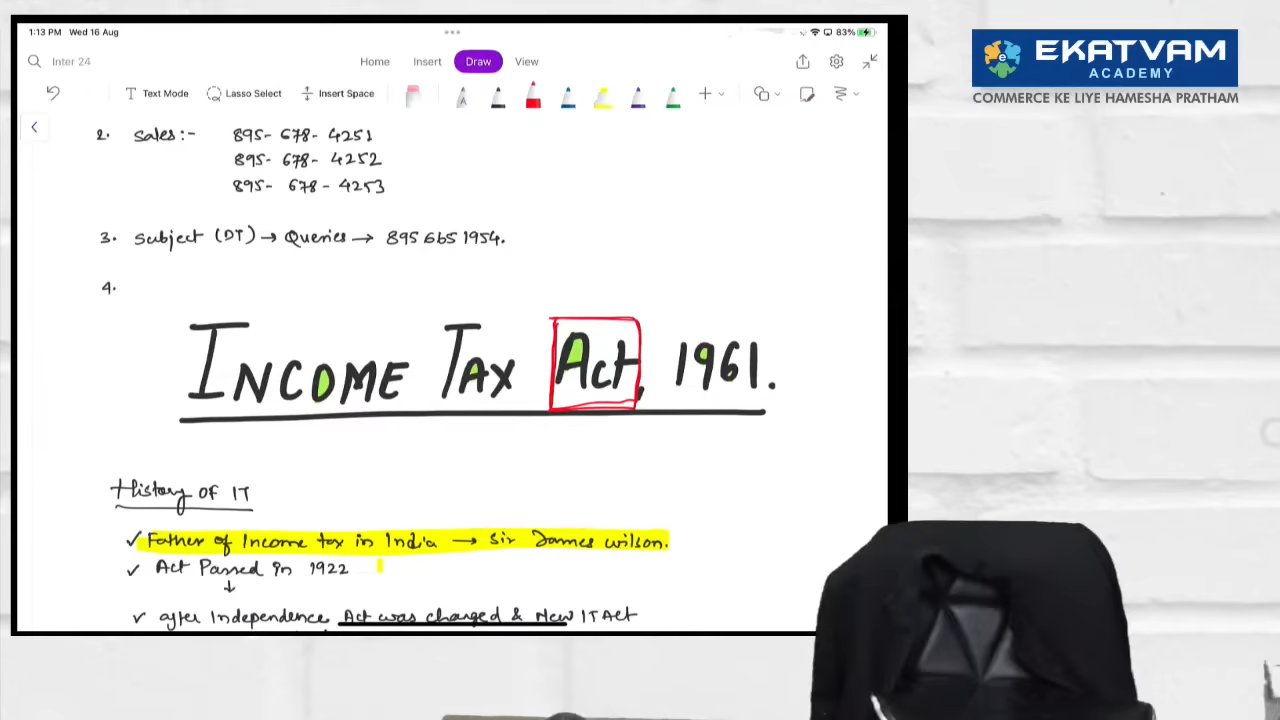 1:13 PM Wed 16 Aug
83%
EKATVAM
ACADEMY
COMMERCE KE LIYE HAMESHA PRATHAM
Inter 24
Home Insert Draw View
Text Mode Lasso Select Insert Space
2. Sales:- 895- 678- 4251
895- 678- 4252
895- 678- 4253
3. Subject (DT) → Queries → 895 665 1954.
4.
INCOME TAX Act, 1961.
History OF IT
✓ Father of Income tax in India → Sir James wilson.
✓ Act Passed in 1922
↓
✓ after Independence Act was changed & New IT Act